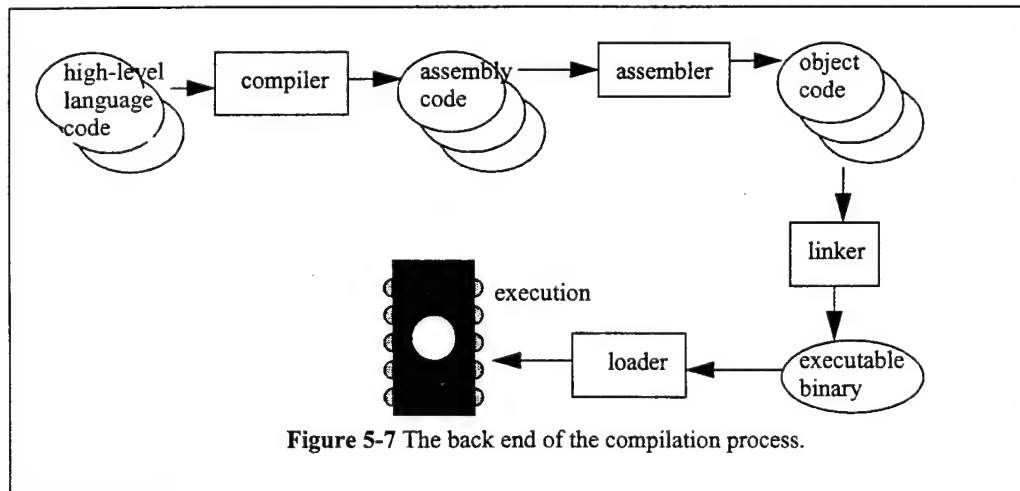 high-level
language
code
compiler
assembly
code
assembler
object
code
linker
execution
loader
executable
binary
Figure 5-7 The back end of the compilation process.